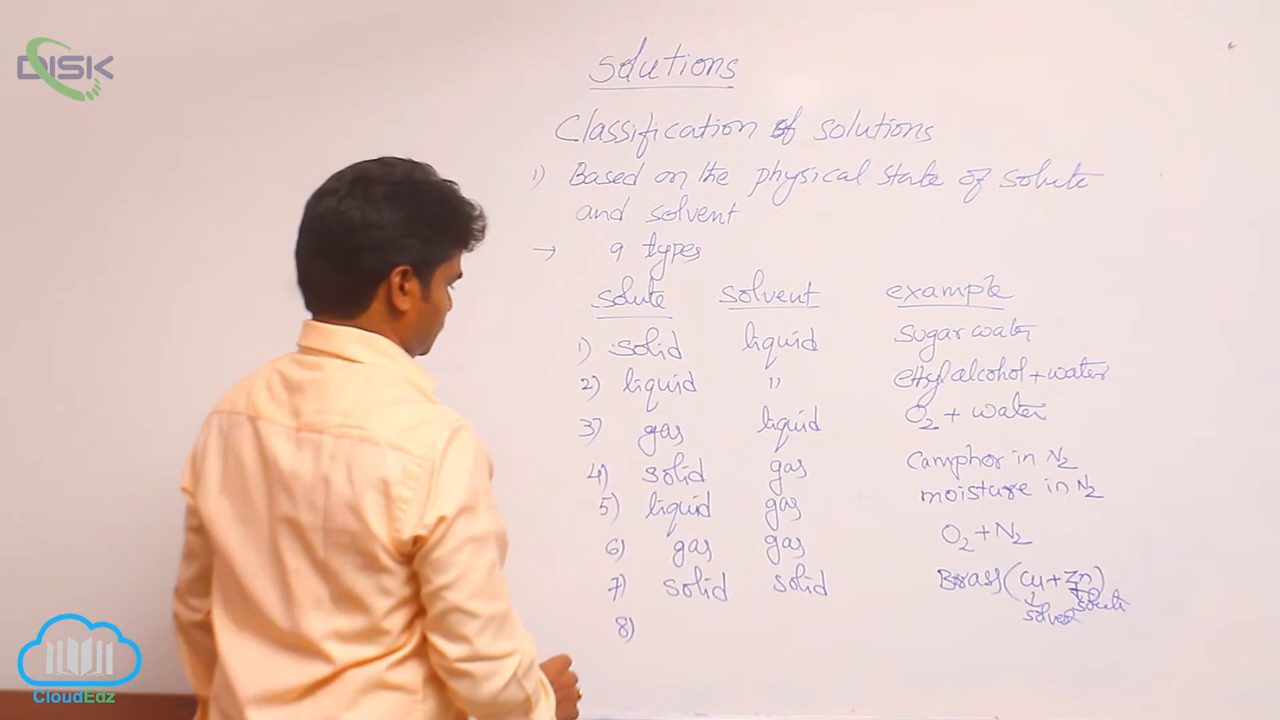 DISK
Solutions
Classification of solutions
1) Based on the physical state of solute
and solvent
→ 9 types
solute solvent example
1) solid liquid sugar water
2) liquid " ethyl alcohol + water
3) gas liquid O2 + water
4) solid gas camphor in N2
5) liquid gas moisture in N2
6) gas gas O2 + N2
7) solid solid Brass (Cu + Zn)
solvent solute
8)
CloudEdz